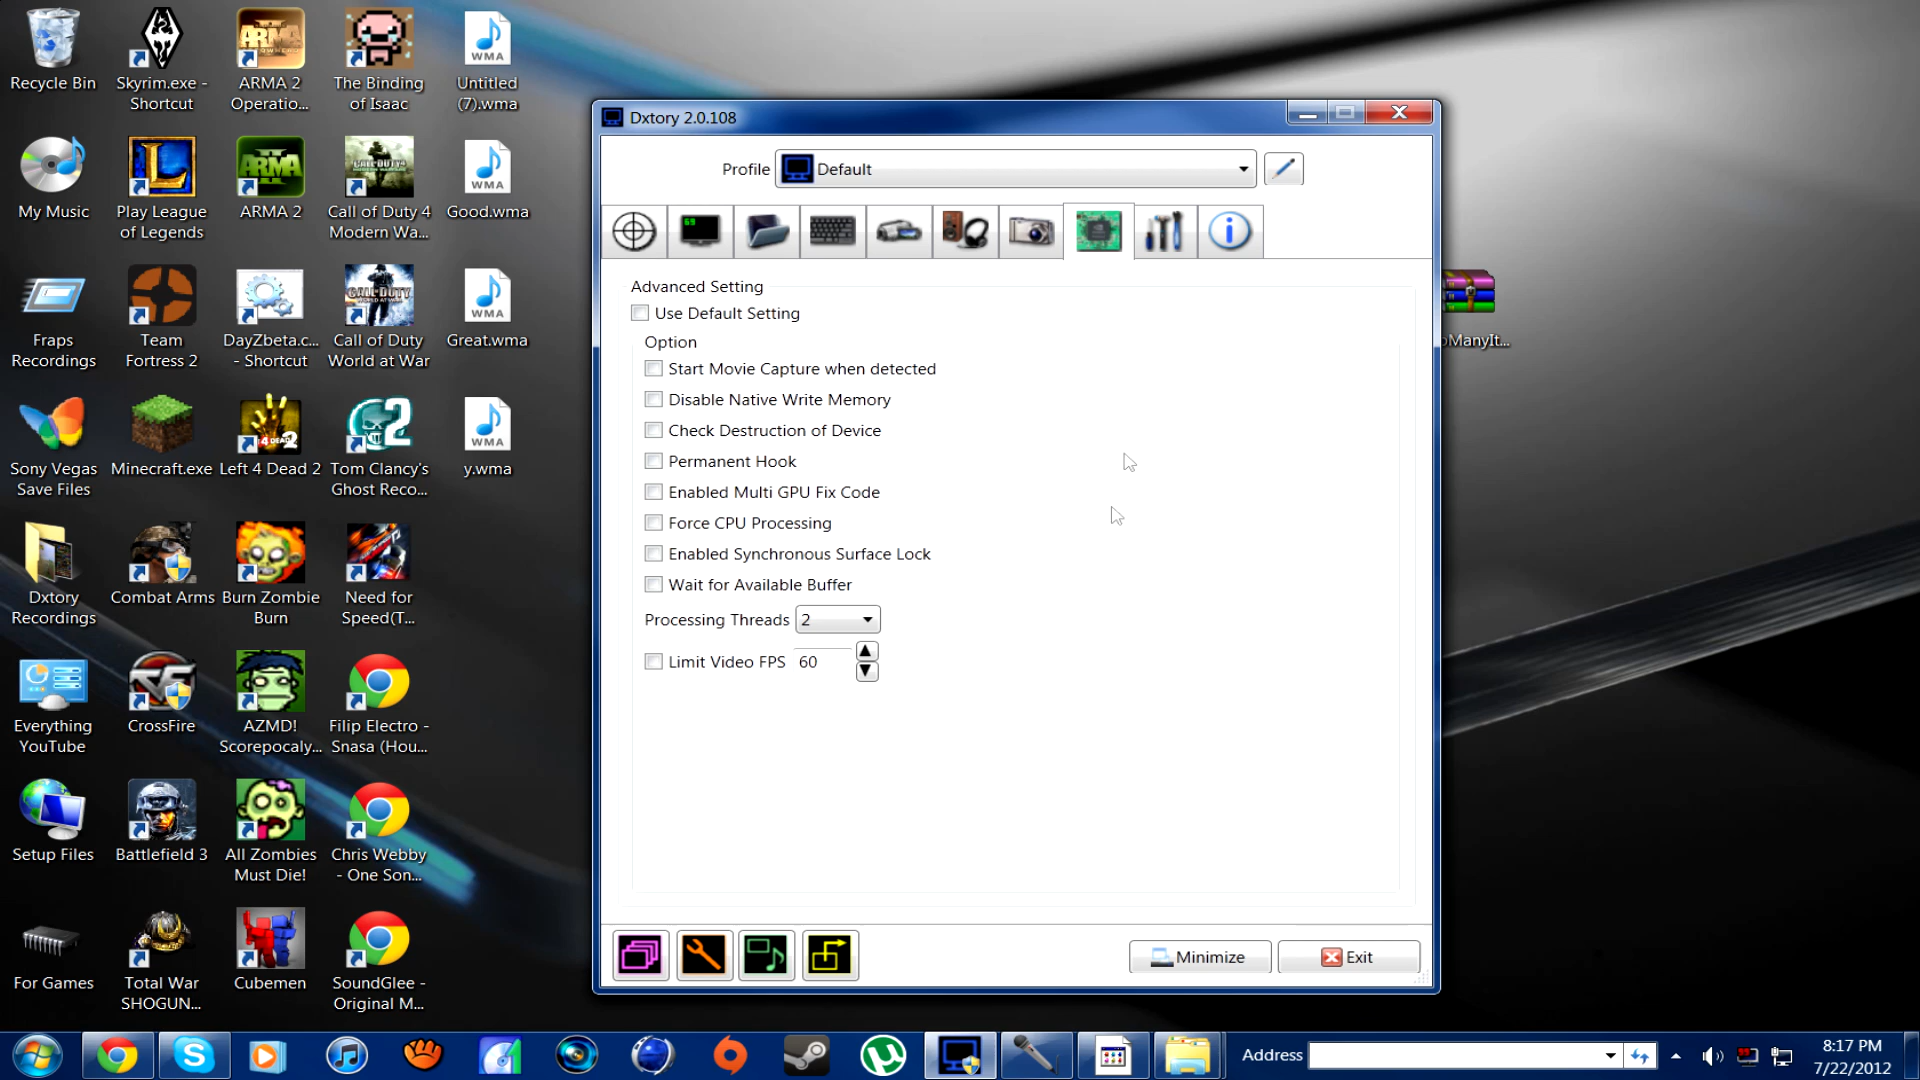 Recycle Bin
Skyrim.exe -
Shortcut
ARMA 2
Operatio...
The Binding
of Isaac
WMA
Untitled
(7).wma
My Music
Play League
of Legends
ARMA 2
Call of Duty 4
Modern Wa...
WMA
Good.wma
Fraps
Recordings
Team
Fortress 2
DayZbeta.c...
- Shortcut
Call of Duty
World at War
WMA
Great.wma
Sony Vegas
Save Files
Minecraft.exe
Left 4 Dead 2
Tom Clancy's
Ghost Reco...
WMA
y.wma
Dxtory
Recordings
Combat Arms
Burn Zombie
Burn
Need for
Speed(T...
Everything
YouTube
CrossFire
AZMD!
Scorepocaly...
Filip Electro -
Snasa (Hou...
Setup Files
Battlefield 3
All Zombies
Must Die!
Chris Webby
- One Son...
For Games
Total War
SHOGUN...
Cubemen
SoundGlee -
Original M...
Dxtory 2.0.108
Profile
Default
Advanced Setting
Use Default Setting
Option
Start Movie Capture when detected
Disable Native Write Memory
Check Destruction of Device
Permanent Hook
Enabled Multi GPU Fix Code
Force CPU Processing
Enabled Synchronous Surface Lock
Wait for Available Buffer
Processing Threads 2
Limit Video FPS 60
Minimize
Exit
oManyIt...
Address
8:17 PM
7/22/2012